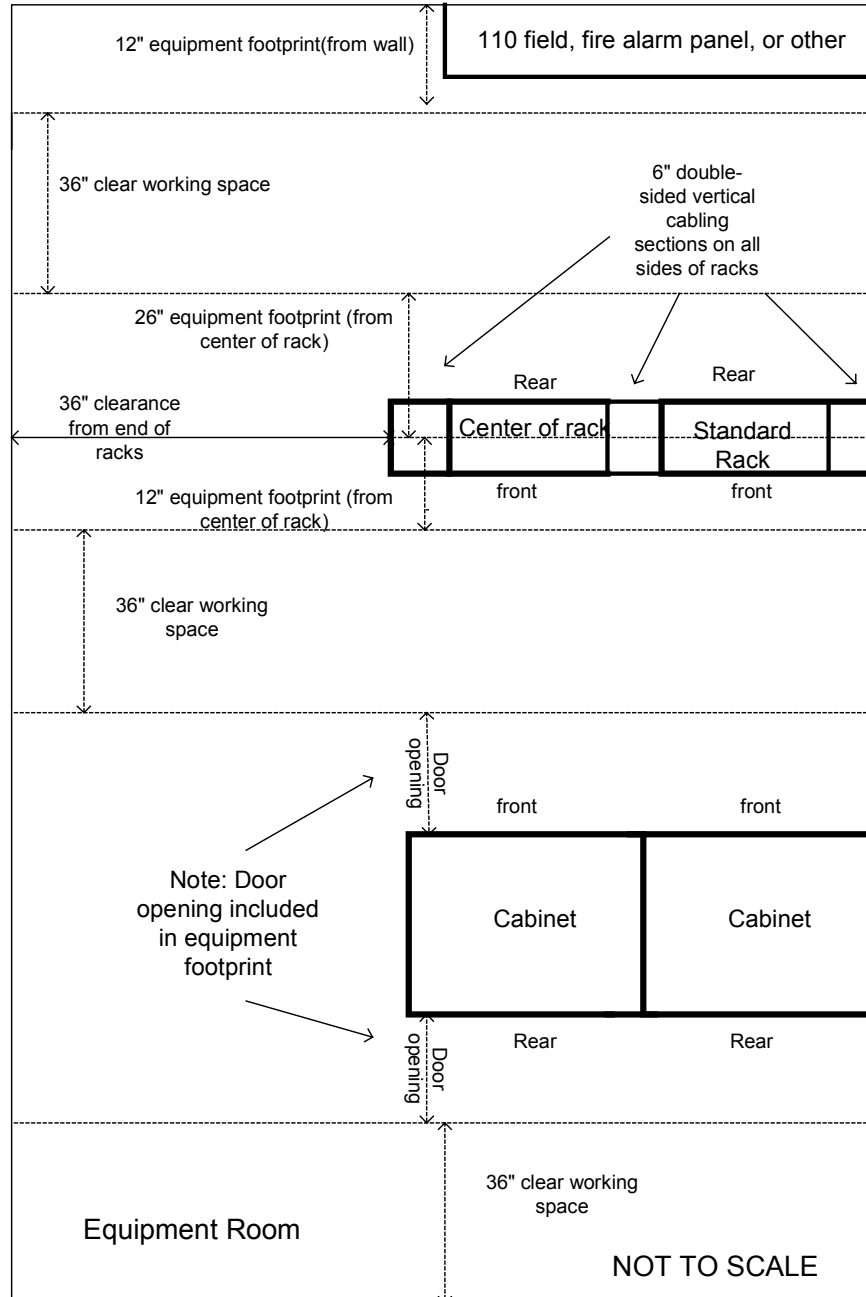 12" equipment footprint(from wall)
110 field, fire alarm panel, or other
36" clear working space
6" double-
sided vertical
cabling
sections on all
sides of racks
26" equipment footprint (from
center of rack)
Rear
Rear
36" clearance
from end of
racks
Center of rack
Standard
Rack
front
front
12" equipment footprint (from
center of rack)
36" clear working
space
Door
opening
front
front
Note: Door
opening included
in equipment
footprint
Cabinet
Cabinet
Rear
Rear
Door
opening
36" clear working
space
Equipment Room
NOT TO SCALE